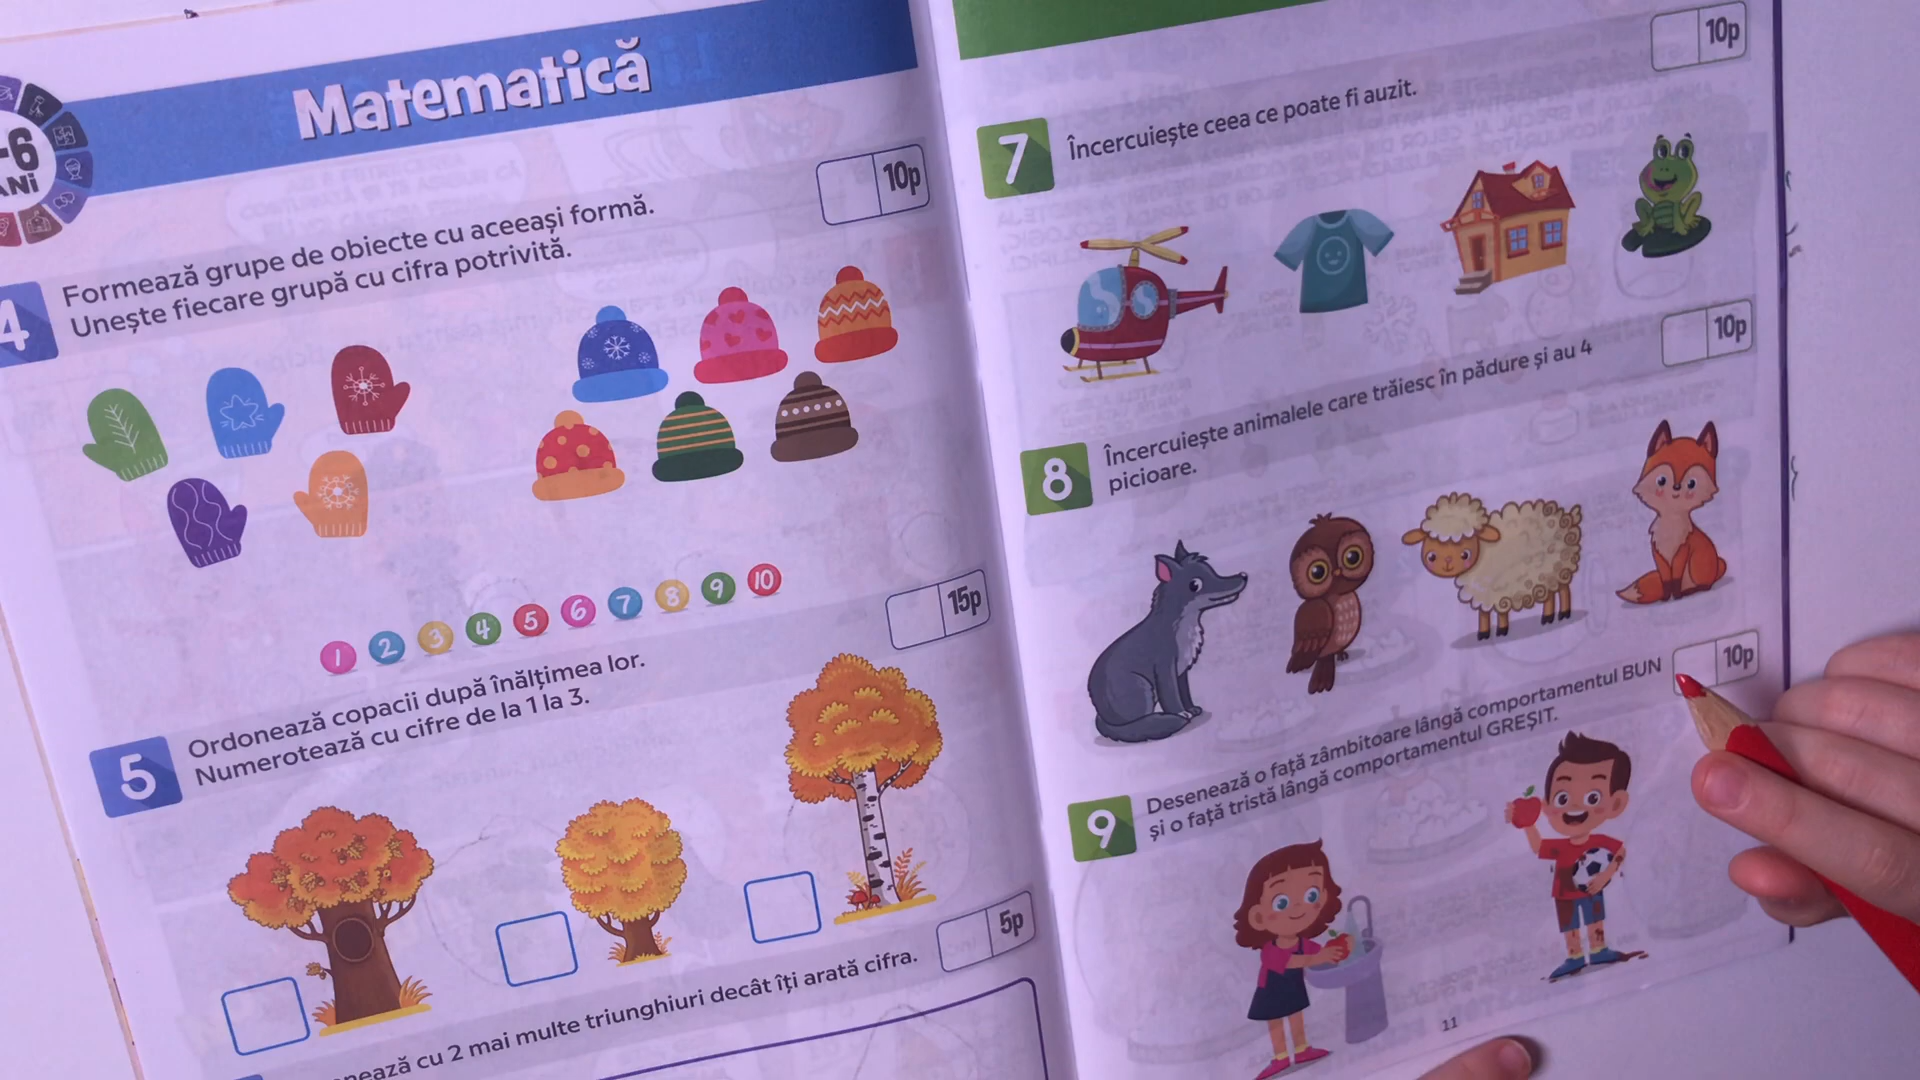 Matematică
-6
ANi
4
Formează grupe de obiecte cu aceeași formă.
Unește fiecare grupă cu cifra potrivită.
10p
1 2 3 4 5 6 7 8 9 10
5
Ordonează copacii după înălțimea lor.
Numerotează cu cifre de la 1 la 3.
15p
cu 2 mai multe triunghiuri decât îți arată cifra.
5p
10p
7
Încercuiește ceea ce poate fi auzit.
8
Încercuiește animalele care trăiesc în pădure și au 4
picioare.
10p
9
Desenează o față zâmbitoare lângă comportamentul BUN
și o față tristă lângă comportamentul GREȘIT.
10p
11